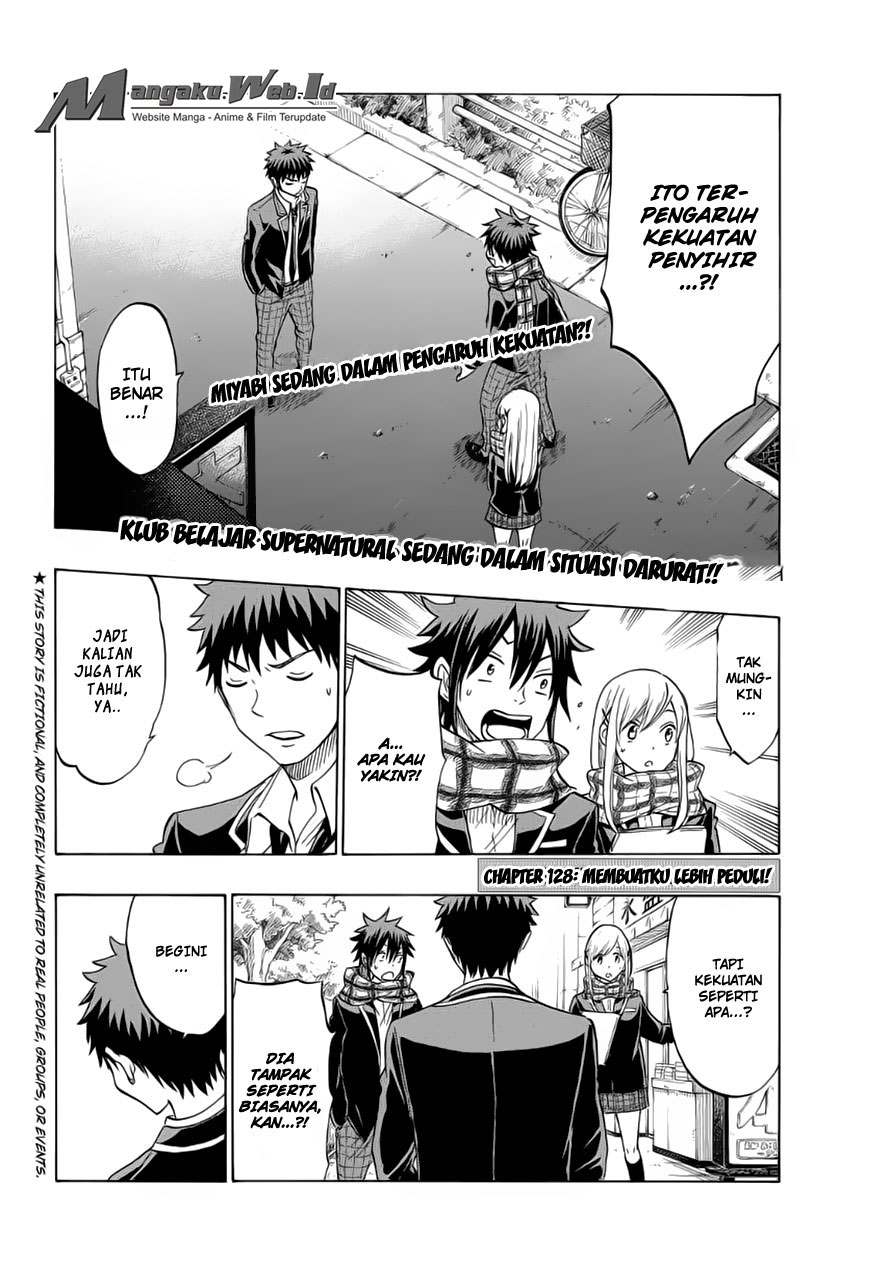 Mangaku.Web.Id
Website Manga - Anime & Film Terupdate
ITO TER-
PENGARUH
KEKUATAN
PENYIHIR
...?!
MIYABI SEDANG DALAM PENGARUH KEKUATAN?!
ITU
BENAR
...!
KLUB BELAJAR SUPERNATURAL SEDANG DALAM SITUASI DARURAT!!
TAK
MUNG-
KIN
...
A...
APA KAU
YAKIN?!
JADI
KALIAN
JUGA TAK
TAHU,
YA..
CHAPTER 128: MEMBUATKU LEBIH PEDULI!
TAPI
KEKUATAN
SEPERTI
APA...?
DIA
TAMPAK
SEPERTI
BIASANYA,
KAN...?!
BEGINI
...
★ THIS STORY IS FICTIONAL, AND COMPLETELY UNRELATED TO REAL PEOPLE, GROUPS, OR EVENTS.